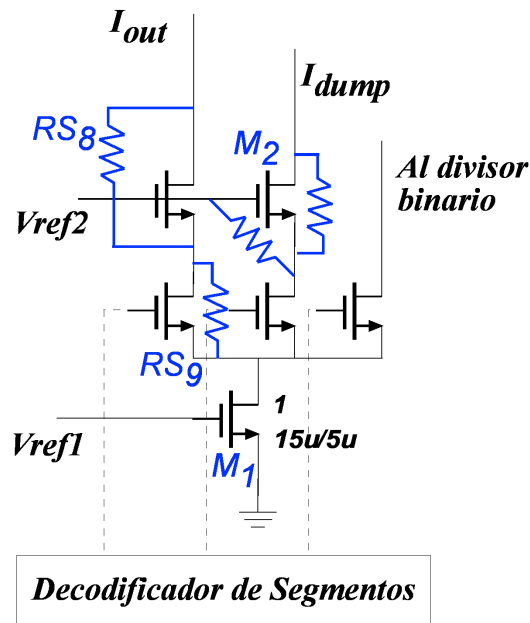 Iout
Idump
RS8
M2
Al divisor
binario
Vref2
RS9
1
15u/5u
Vref1
M1
Decodificador de Segmentos